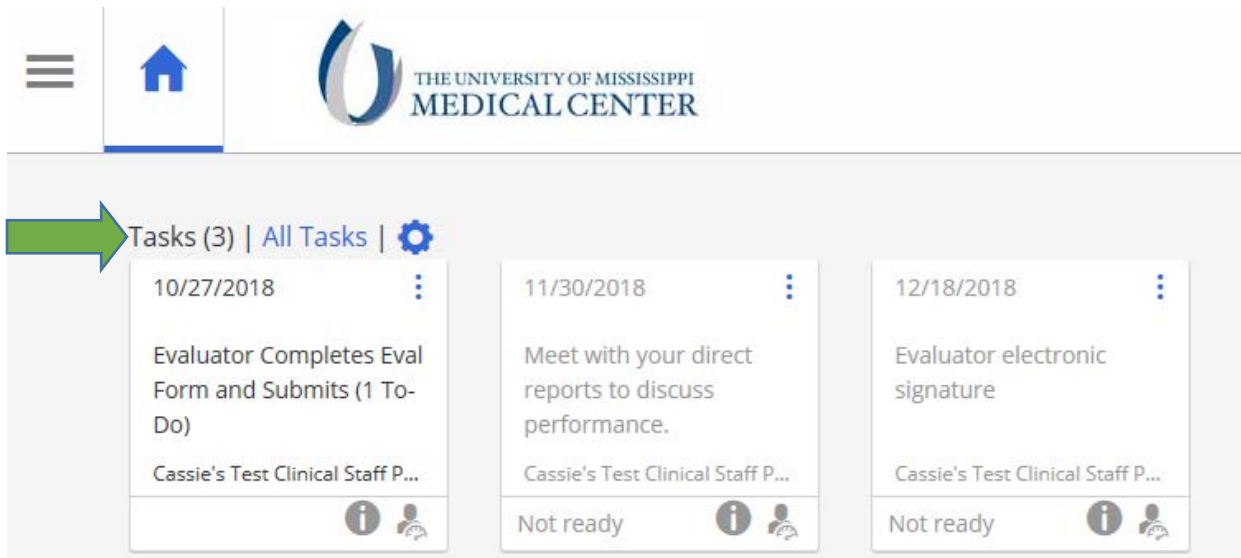 THE UNIVERSITY OF MISSISSIPPI
MEDICAL CENTER
Tasks (3) | All Tasks |
10/27/2018
Evaluator Completes Eval
Form and Submits (1 To-
Do)
Cassie's Test Clinical Staff P...
11/30/2018
Meet with your direct
reports to discuss
performance.
Cassie's Test Clinical Staff P...
Not ready
12/18/2018
Evaluator electronic
signature
Cassie's Test Clinical Staff P...
Not ready